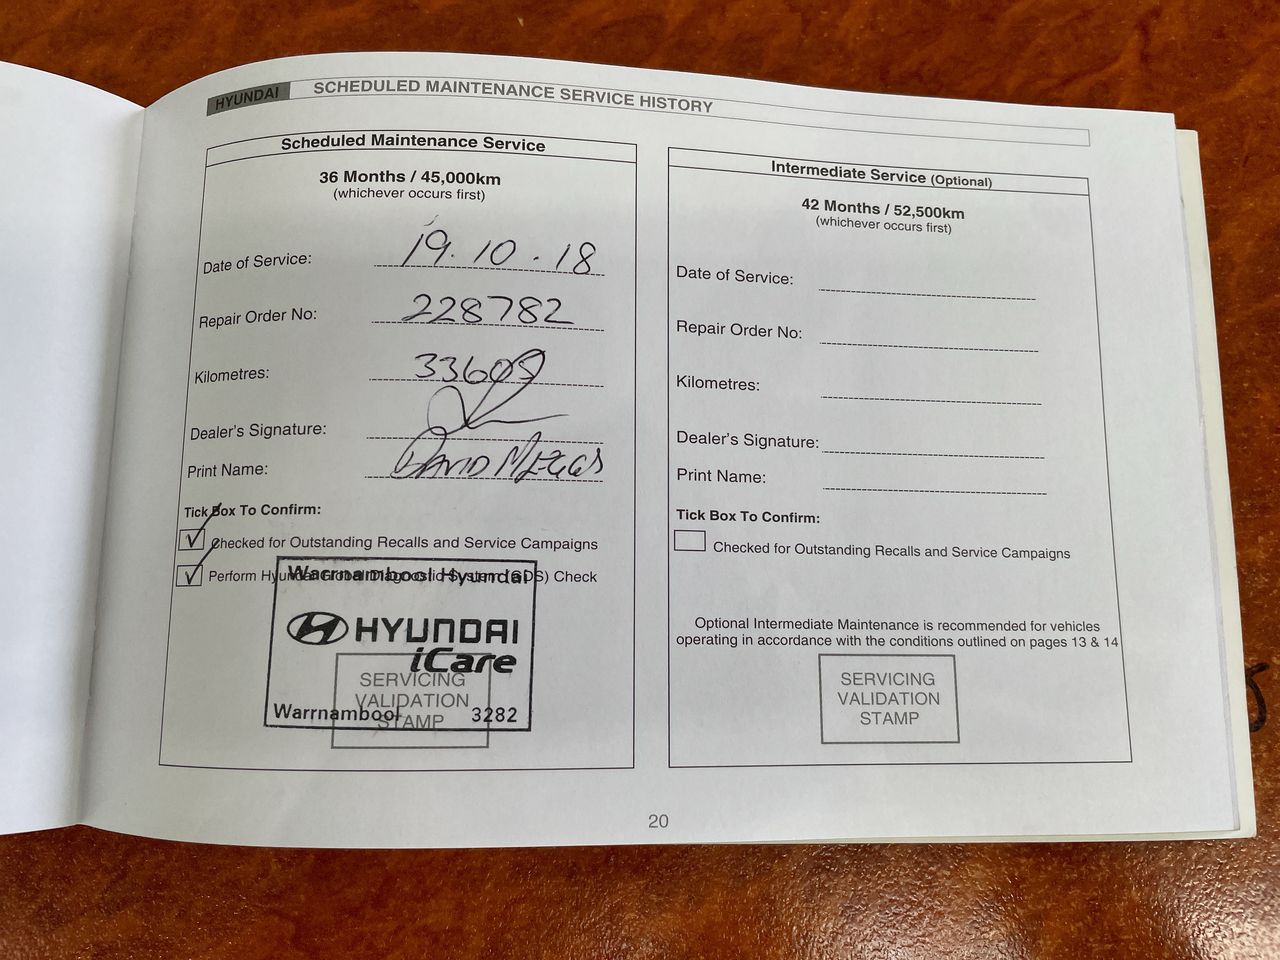 HYUNDAI SCHEDULED MAINTENANCE SERVICE HISTORY
Scheduled Maintenance Service
36 Months / 45,000km
(whichever occurs first)
Date of Service: 19.10.18
Repair Order No: 228782
Kilometres:
Dealer's Signature:
Print Name: DAVID MEGGS
Tick Box To Confirm:
Checked for Outstanding Recalls and Service Campaigns
Perform Hyundai Global Diagnostic System (GDS) Check
Warrnambool Hyundai
HYUNDAI
iCare
SERVICING
VALIDATION
STAMP
Warrnambool 3282
Intermediate Service (Optional)
42 Months / 52,500km
(whichever occurs first)
Date of Service:
Repair Order No:
Kilometres:
Dealer's Signature:
Print Name:
Tick Box To Confirm:
Checked for Outstanding Recalls and Service Campaigns
Optional Intermediate Maintenance is recommended for vehicles
operating in accordance with the conditions outlined on pages 13 & 14
SERVICING
VALIDATION
STAMP
20